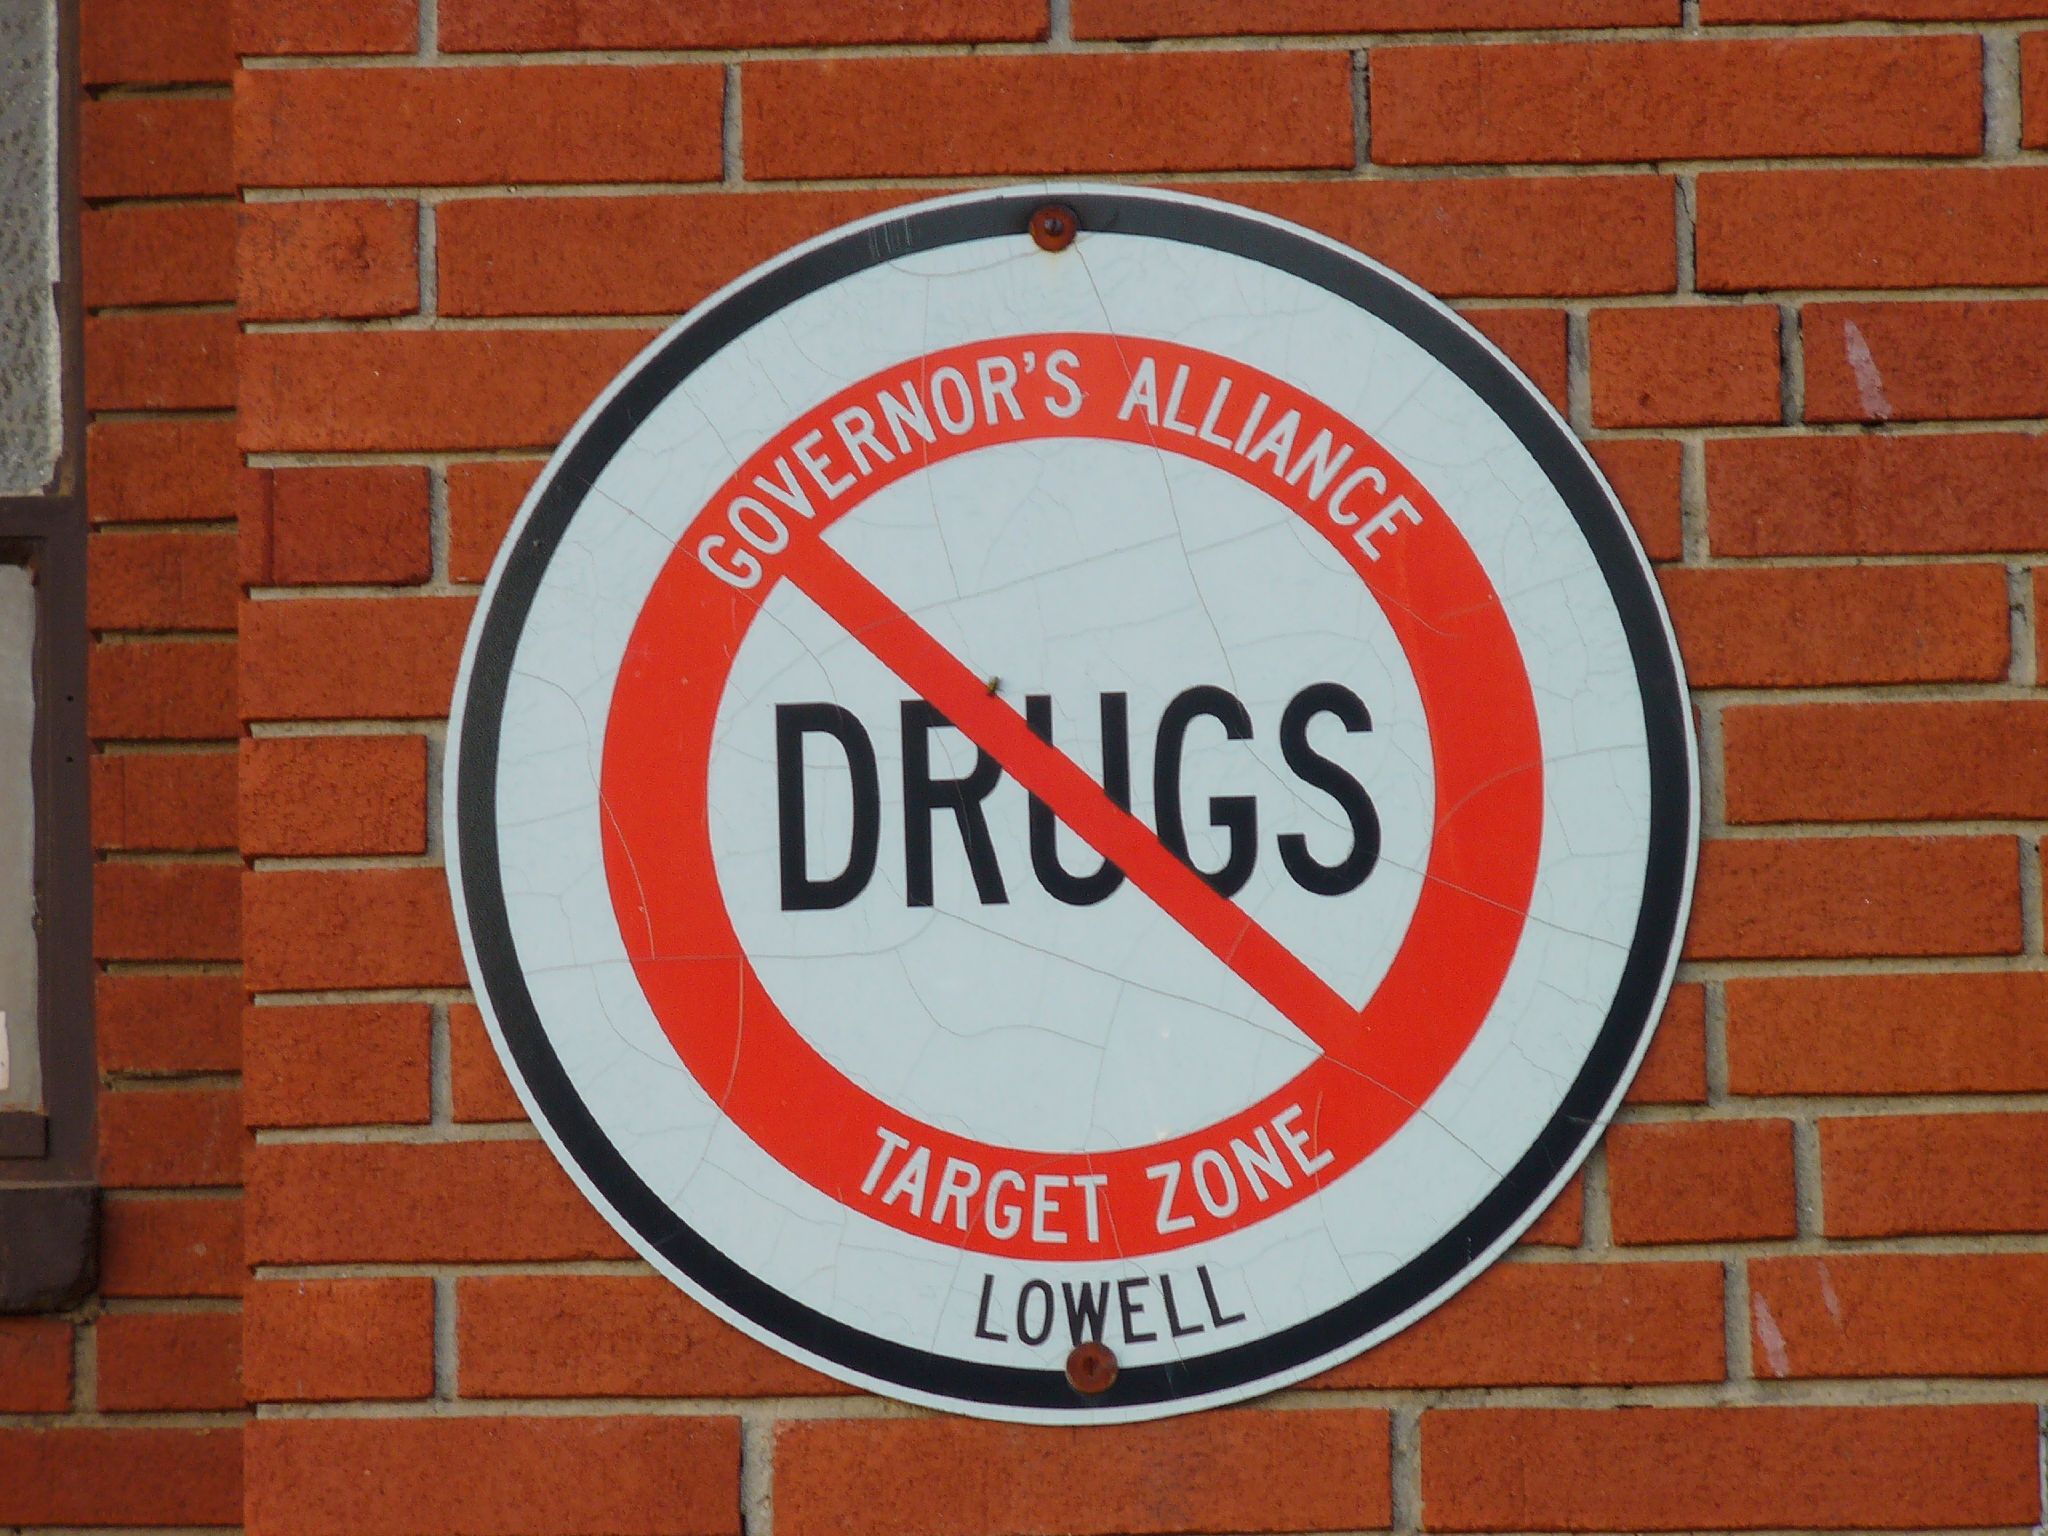 GOVERNOR'S ALLIANCE
DRUGS
TARGET ZONE
LOWELL